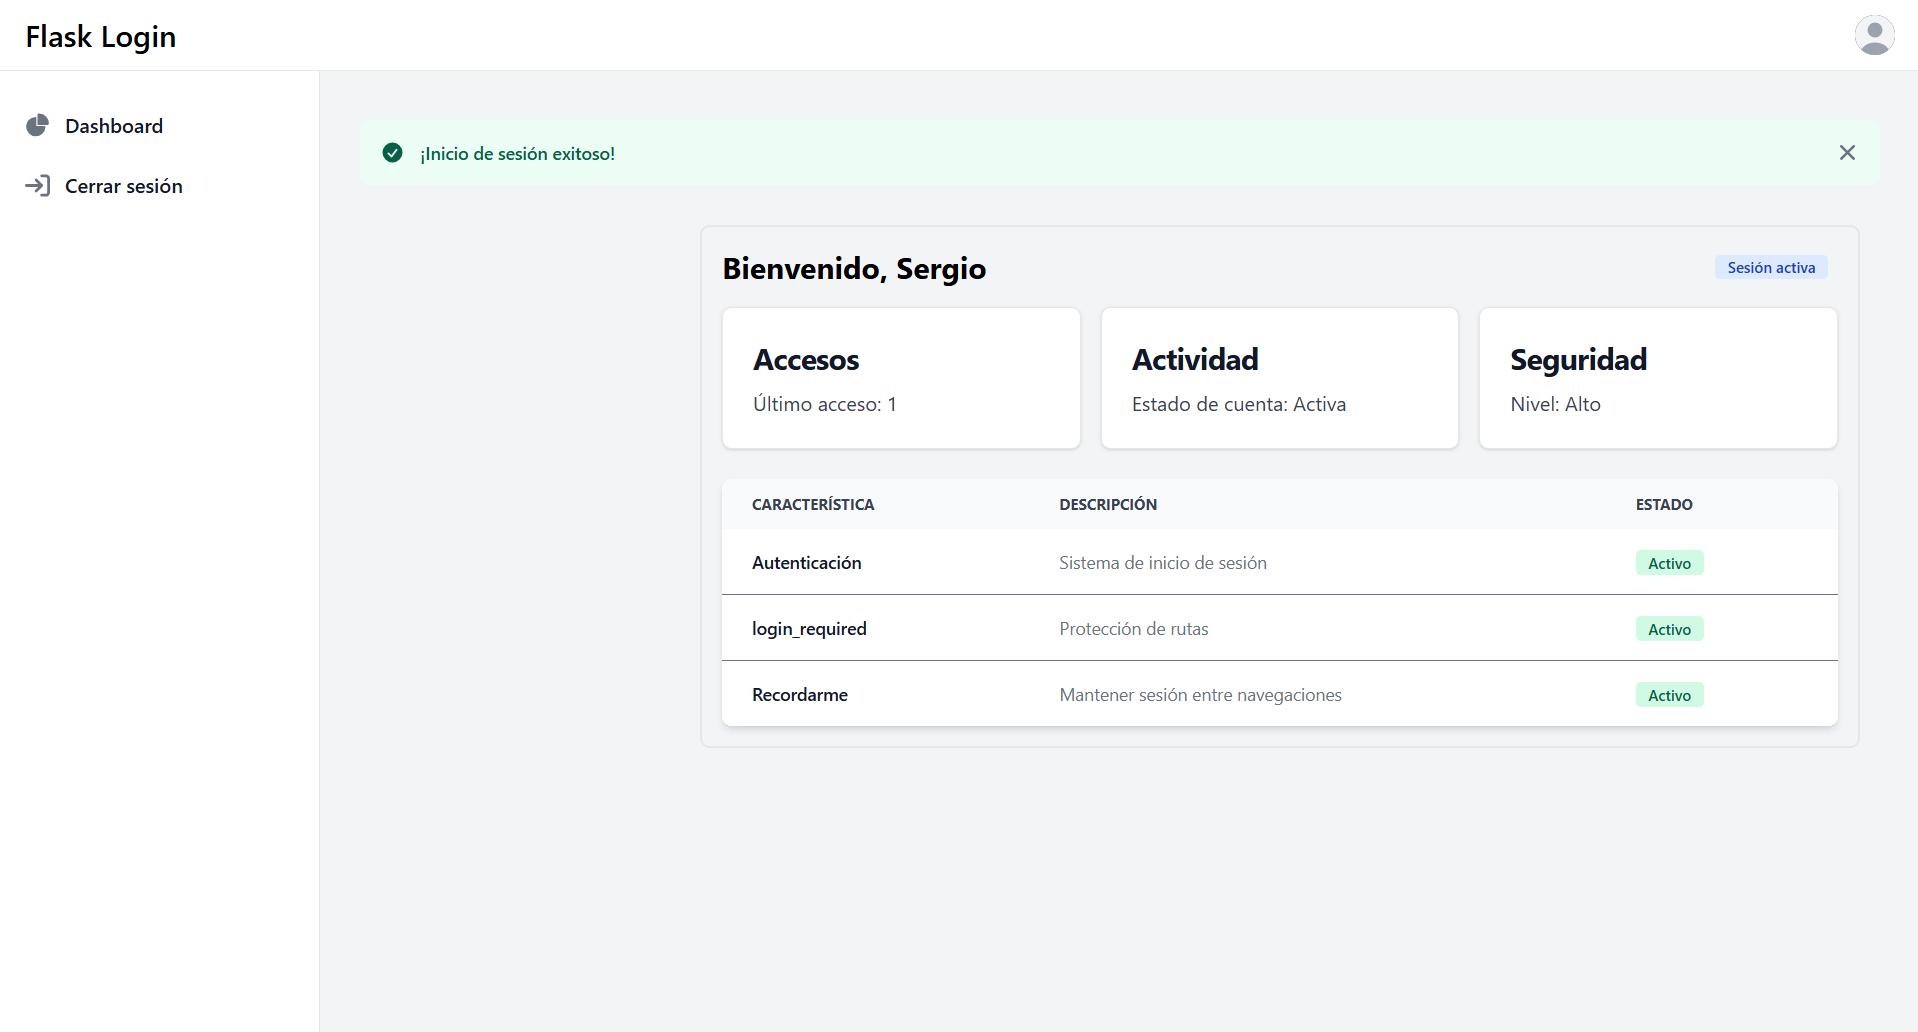 Flask Login
Dashboard
Cerrar sesión
¡Inicio de sesión exitoso!
Bienvenido, Sergio
Sesión activa
Accesos
Último acceso: 1
Actividad
Estado de cuenta: Activa
Seguridad
Nivel: Alto
CARACTERÍSTICA DESCRIPCIÓN ESTADO
Autenticación Sistema de inicio de sesión Activo
login_required Protección de rutas Activo
Recordarme Mantener sesión entre navegaciones Activo